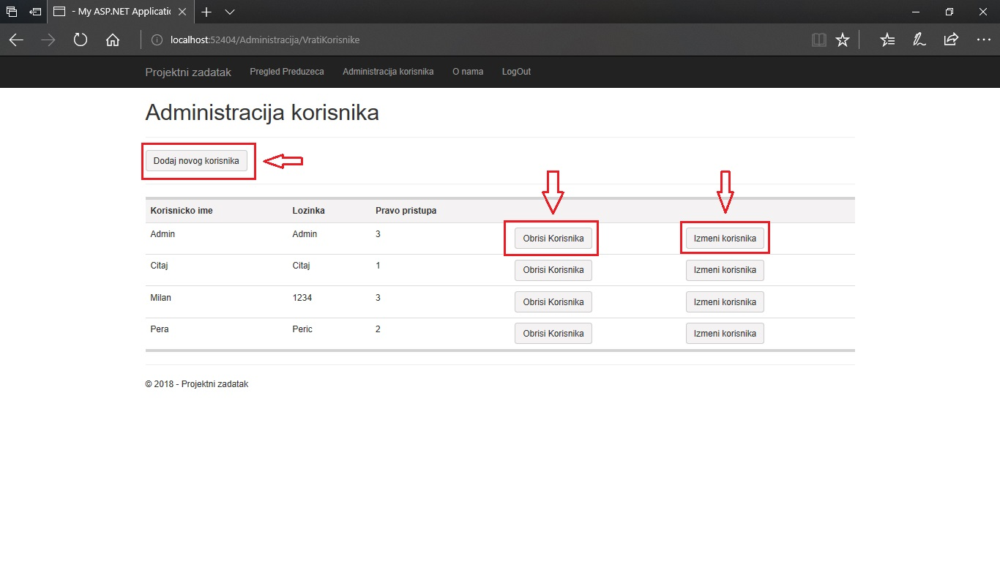 - My ASP.NET Applicatic
localhost:52404/Administracija/VratiKorisnike
Projektni zadatak Pregled Preduzeca Administracija korisnika O nama LogOut
Administracija korisnika
Dodaj novog korisnika
Korisnicko ime Lozinka Pravo pristupa
Admin Admin 3 Obrisi Korisnika Izmeni korisnika
Citaj Citaj 1 Obrisi Korisnika Izmeni korisnika
Milan 1234 3 Obrisi Korisnika Izmeni korisnika
Pera Peric 2 Obrisi Korisnika Izmeni korisnika
© 2018 - Projektni zadatak